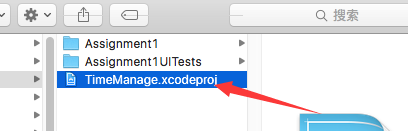 搜索
Assignment1
Assignment1UITests
TimeManage.xcodeproj